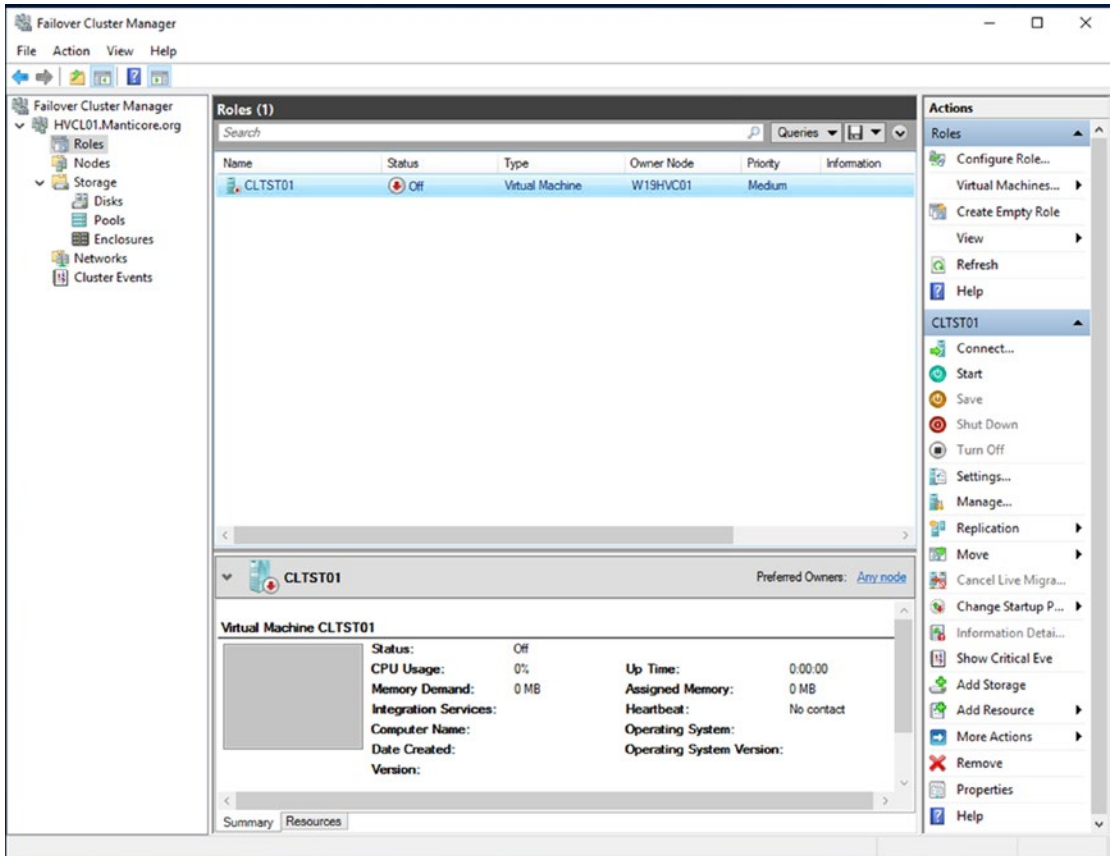 Failover Cluster Manager
File Action View Help
Failover Cluster Manager
HVCL01.Manticore.org
Roles
Nodes
Storage
Disks
Pools
Enclosures
Networks
Cluster Events
Roles (1)
Search
Queries
Name Status Type Owner Node Priority Information
CLTST01 Off Virtual Machine W19HVC01 Medium
CLTST01 Preferred Owners: Any node
Virtual Machine CLTST01
Status: Off
CPU Usage: 0% Up Time: 0:00:00
Memory Demand: 0 MB Assigned Memory: 0 MB
Integration Services: Heartbeat: No contact
Computer Name: Operating System:
Date Created: Operating System Version:
Version:
Summary Resources
Actions
Roles
Configure Role...
Virtual Machines...
Create Empty Role
View
Refresh
Help
CLTST01
Connect...
Start
Save
Shut Down
Turn Off
Settings...
Manage...
Replication
Move
Cancel Live Migra...
Change Startup P...
Information Detai...
Show Critical Eve
Add Storage
Add Resource
More Actions
Remove
Properties
Help